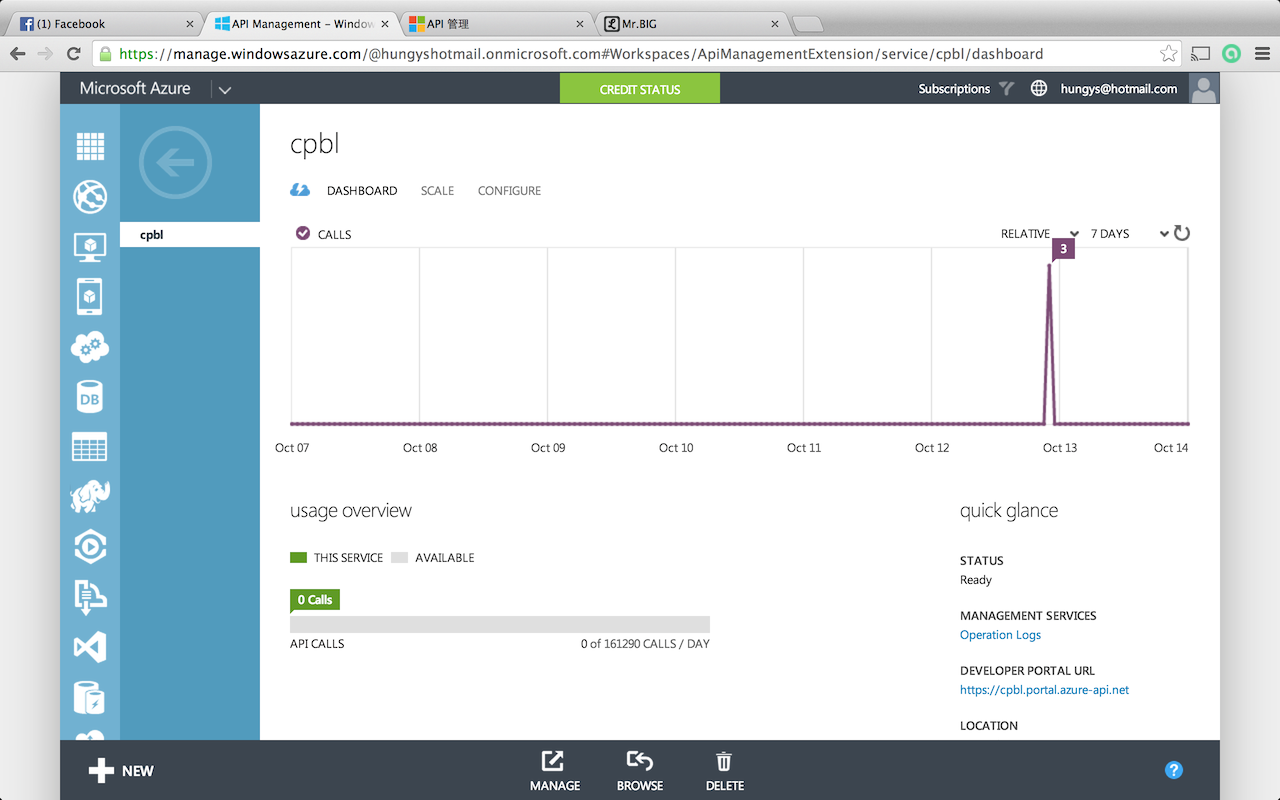 (1) Facebook
API Management - Window
API 管理
Mr.BIG
https://manage.windowsazure.com/@hungyshotmail.onmicrosoft.com#Workspaces/ApiManagementExtension/service/cpbl/dashboard
Microsoft Azure
CREDIT STATUS
Subscriptions
hungys@hotmail.com
cpbl
cpbl
DASHBOARD SCALE CONFIGURE
CALLS
RELATIVE 7 DAYS
3
Oct 07 Oct 08 Oct 09 Oct 10 Oct 11 Oct 12 Oct 13 Oct 14
usage overview
THIS SERVICE AVAILABLE
0 Calls
API CALLS 0 of 161290 CALLS / DAY
quick glance
STATUS
Ready
MANAGEMENT SERVICES
Operation Logs
DEVELOPER PORTAL URL
https://cpbl.portal.azure-api.net
LOCATION
DB
NEW
MANAGE BROWSE DELETE
?